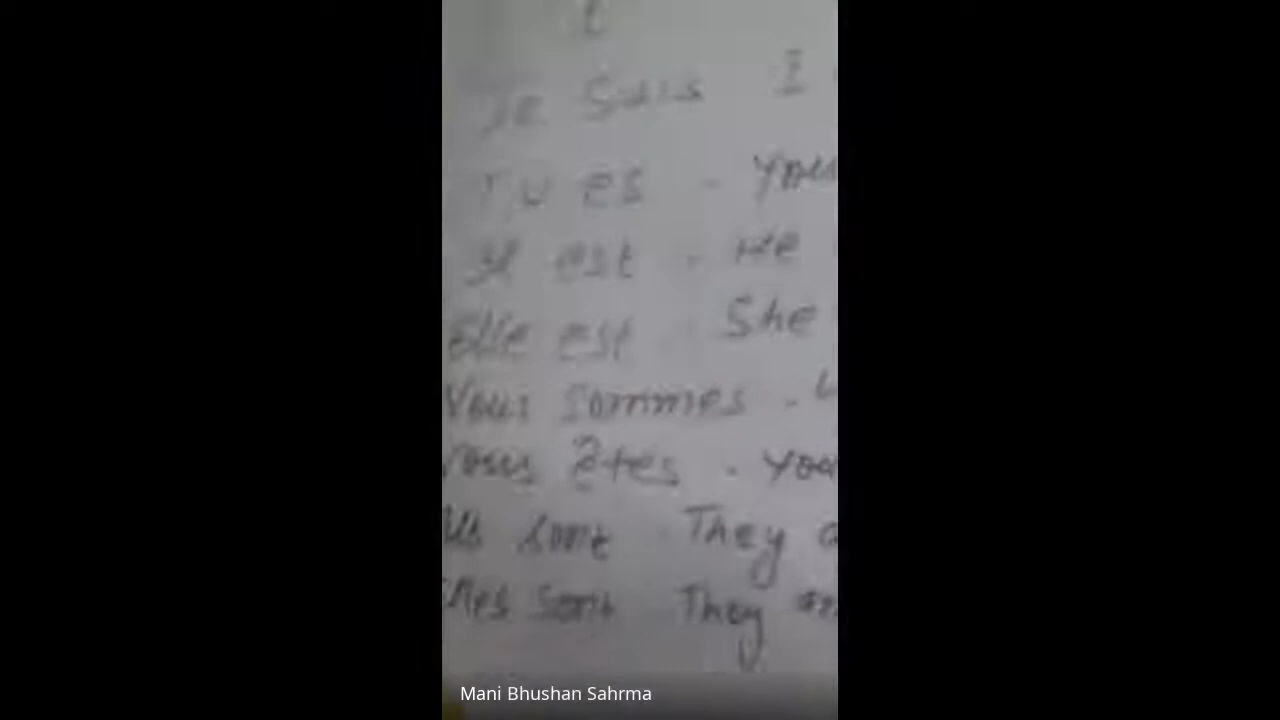 Je Suis I
Tu es - You
Il est - He
Elle est - She
Vous sommes -
Vous êtes - You
Ils sont They
Elles sont They
Mani Bhushan Sahrma